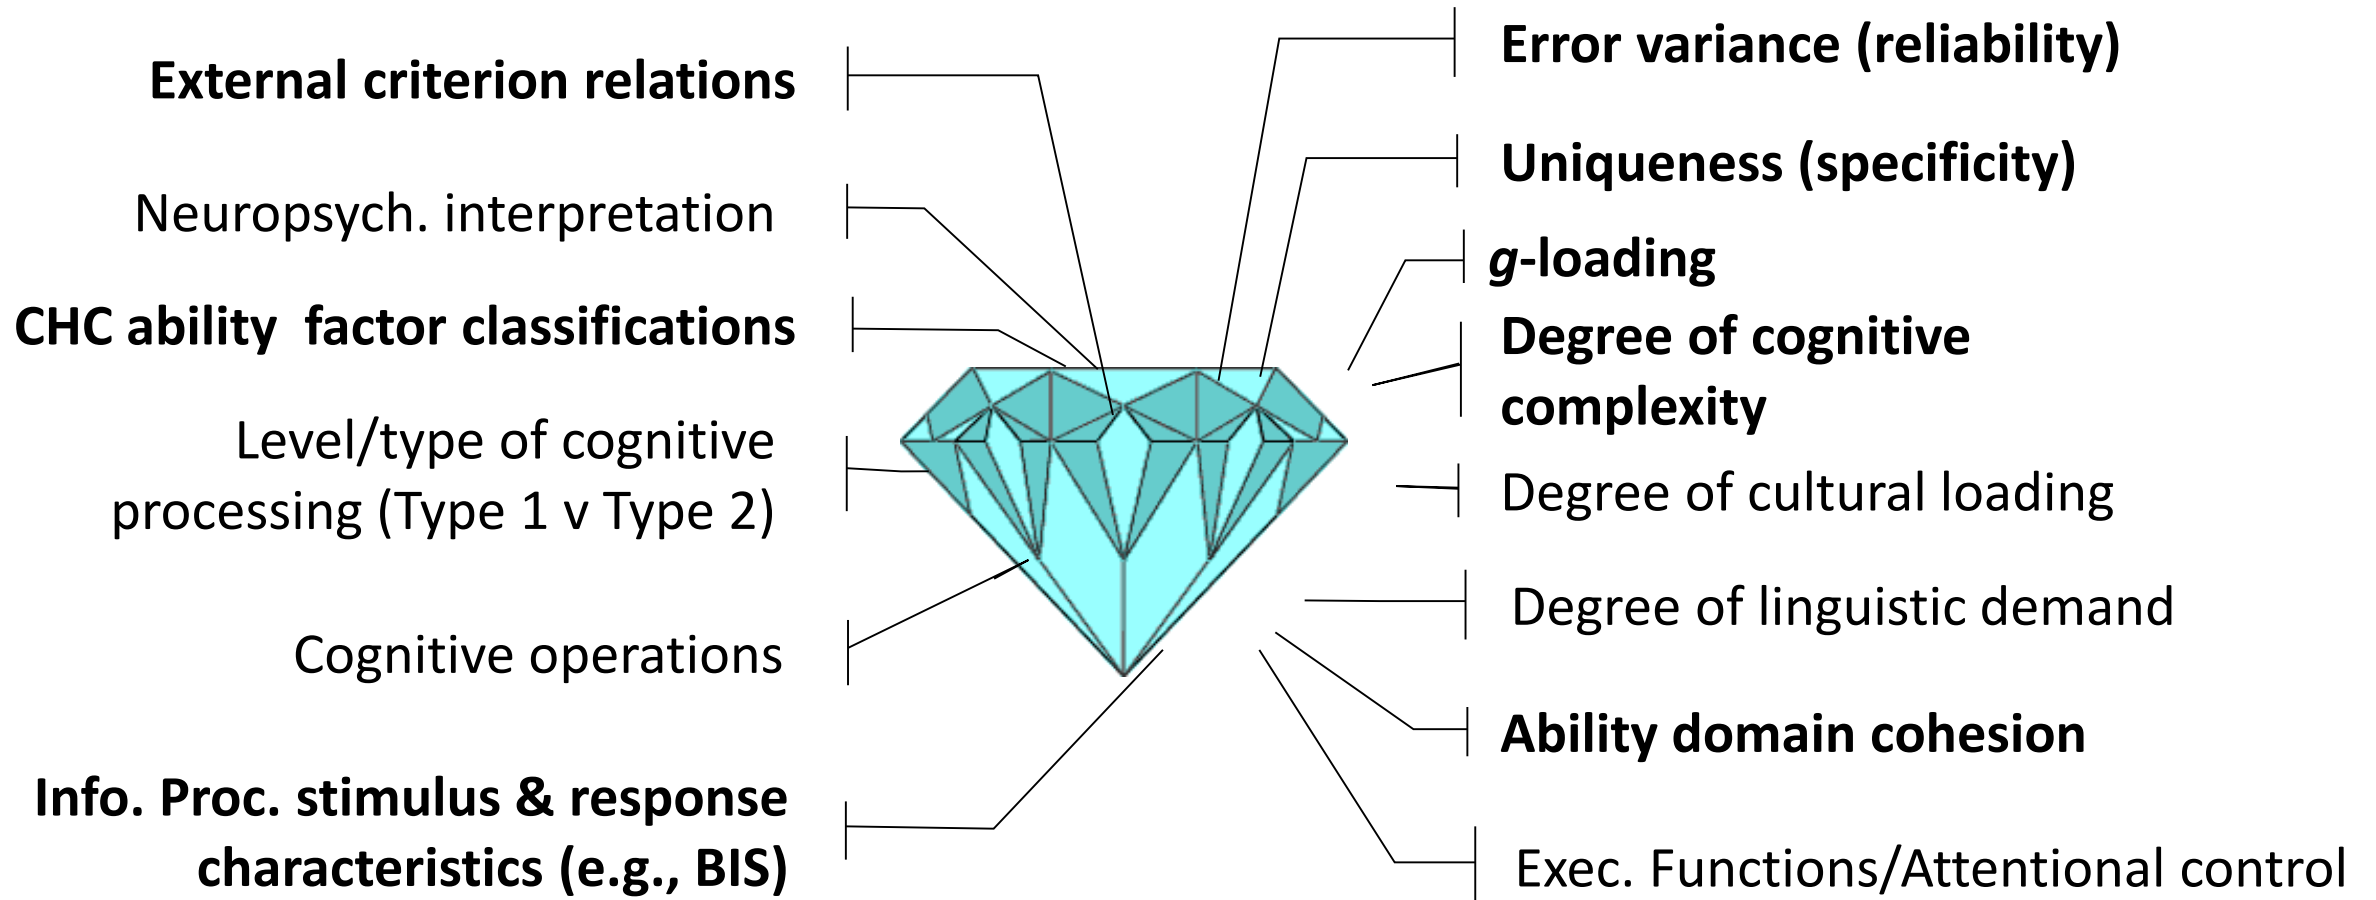 External criterion relations
Neuropsych. interpretation
CHC ability factor classifications
Level/type of cognitive
processing (Type 1 v Type 2)
Cognitive operations
Info. Proc. stimulus & response
characteristics (e.g., BIS)
Error variance (reliability)
Uniqueness (specificity)
g-loading
Degree of cognitive
complexity
Degree of cultural loading
Degree of linguistic demand
Ability domain cohesion
Exec. Functions/Attentional control